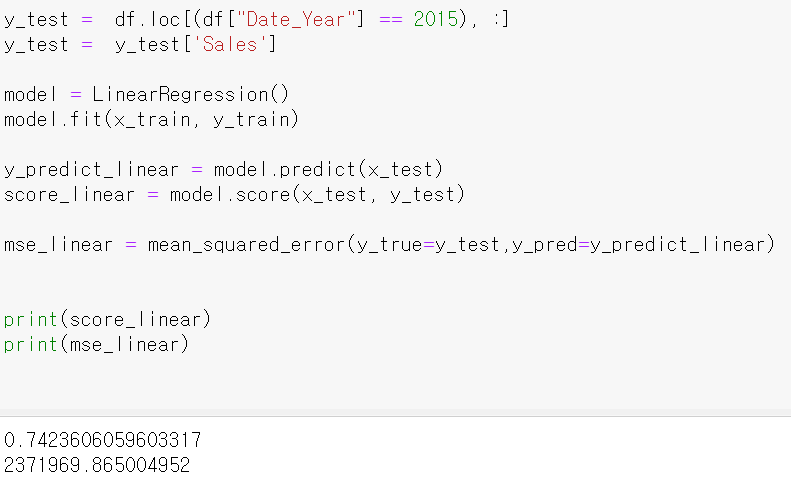 y_test =  df.loc[(df["Date_Year"] == 2015), :]
y_test =  y_test['Sales']
model = LinearRegression()
model.fit(x_train, y_train)
y_predict_linear = model.predict(x_test)
score_linear = model.score(x_test, y_test)
mse_linear = mean_squared_error(y_true=y_test,y_pred=y_predict_linear)
print(score_linear)
print(mse_linear)
0.7423606059603317
2371969.865004952